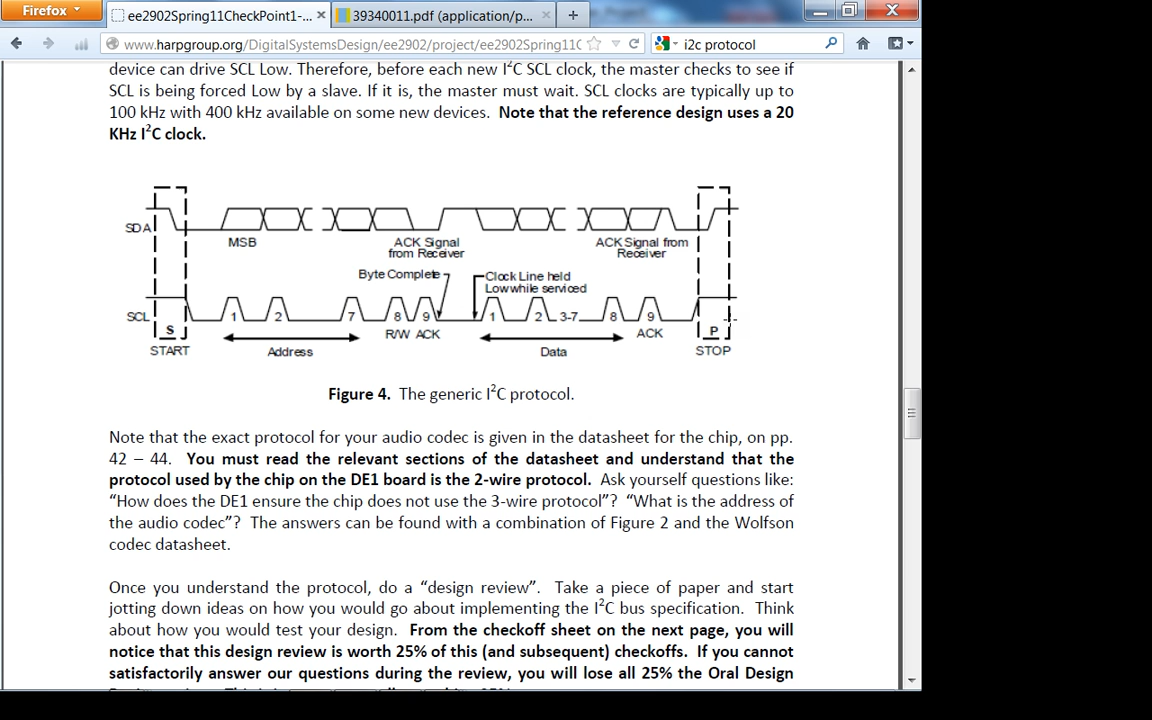 Firefox
ee2902Spring11CheckPoint1-...
39340011.pdf (application/p...
www.harpgroup.org/DigitalSystemsDesign/ee2902/project/ee2902Spring11C
i2c protocol
device can drive SCL Low. Therefore, before each new I²C SCL clock, the master checks to see if
SCL is being forced Low by a slave. If it is, the master must wait. SCL clocks are typically up to
100 kHz with 400 kHz available on some new devices. Note that the reference design uses a 20
KHz I²C clock.
SDA
MSB
ACK Signal
from Receiver
ACK Signal from
Receiver
Byte Complete
Clock Line held
Low while serviced
SCL
S
1
2
7
8
9
1
2
3-7
8
9
P
R/W ACK
ACK
START
Address
Data
STOP
Figure 4. The generic I²C protocol.
Note that the exact protocol for your audio codec is given in the datasheet for the chip, on pp.
42 – 44. You must read the relevant sections of the datasheet and understand that the
protocol used by the chip on the DE1 board is the 2-wire protocol. Ask yourself questions like:
“How does the DE1 ensure the chip does not use the 3-wire protocol”? “What is the address of
the audio codec”? The answers can be found with a combination of Figure 2 and the Wolfson
codec datasheet.
Once you understand the protocol, do a “design review”. Take a piece of paper and start
jotting down ideas on how you would go about implementing the I²C bus specification. Think
about how you would test your design. From the checkoff sheet on the next page, you will
notice that this design review is worth 25% of this (and subsequent) checkoffs. If you cannot
satisfactorily answer our questions during the review, you will lose all 25% the Oral Design